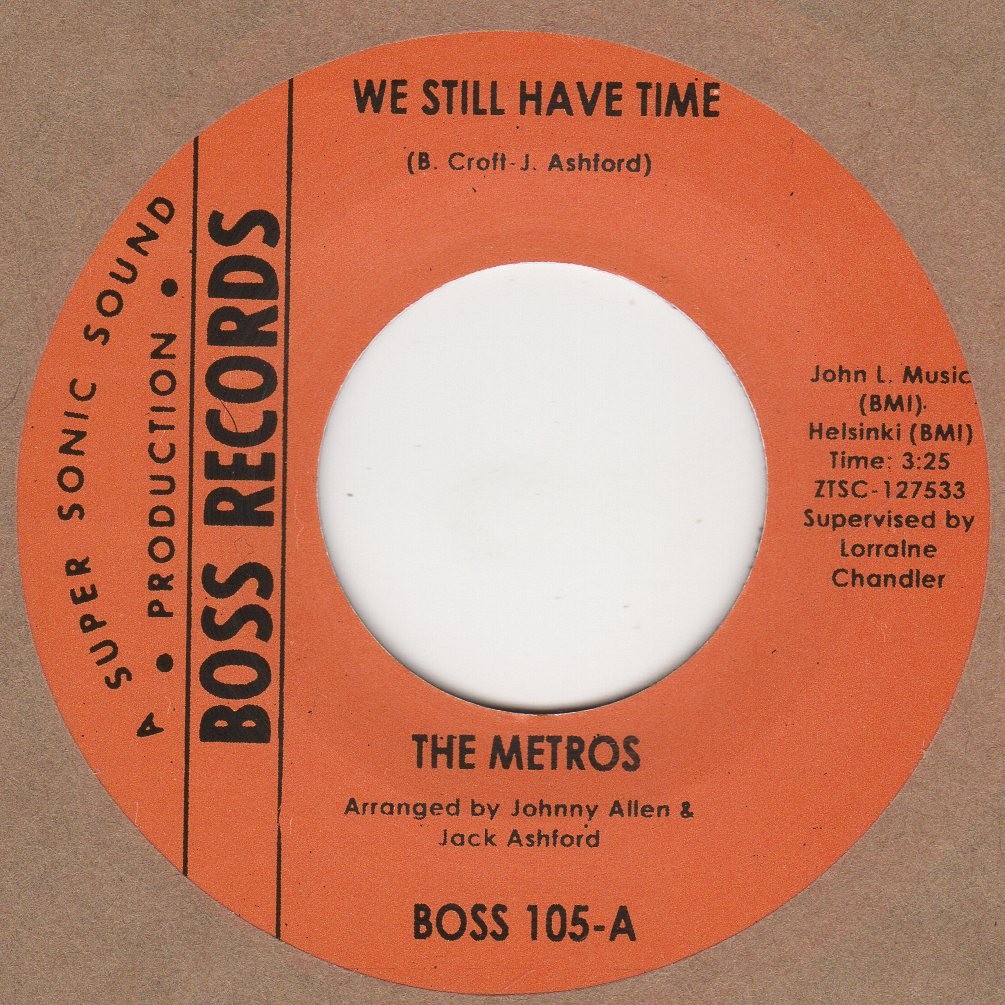 WE STILL HAVE TIME
(B. Croft-J. Ashford)
A SUPER SONIC SOUND
• PRODUCTION •
BOSS RECORDS
John L. Music
(BMI)
Helsinki (BMI)
Time: 3:25
ZTSC-127533
Supervised by
Lorraine
Chandler
THE METROS
Arranged by Johnny Allen &
Jack Ashford
BOSS 105-A